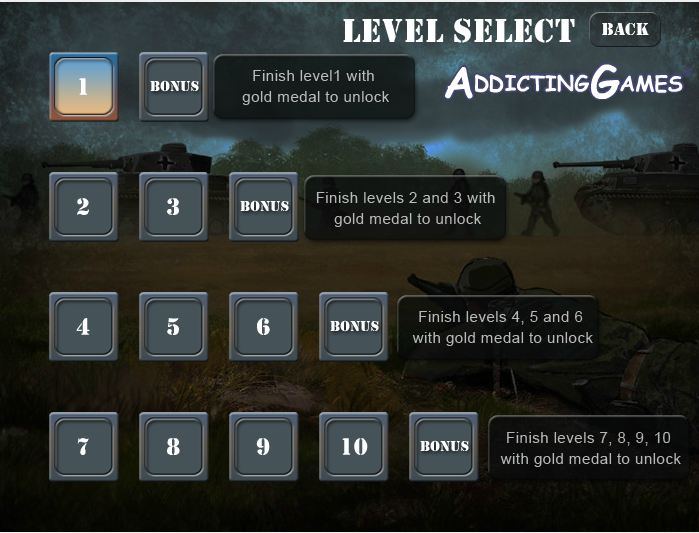 LEVEL SELECT BACK
ADDICTINGGAMES
1 BONUS Finish level1 with
gold medal to unlock
2 3 BONUS Finish levels 2 and 3 with
gold medal to unlock
4 5 6 BONUS Finish levels 4, 5 and 6
with gold medal to unlock
7 8 9 10 BONUS Finish levels 7, 8, 9, 10
with gold medal to unlock